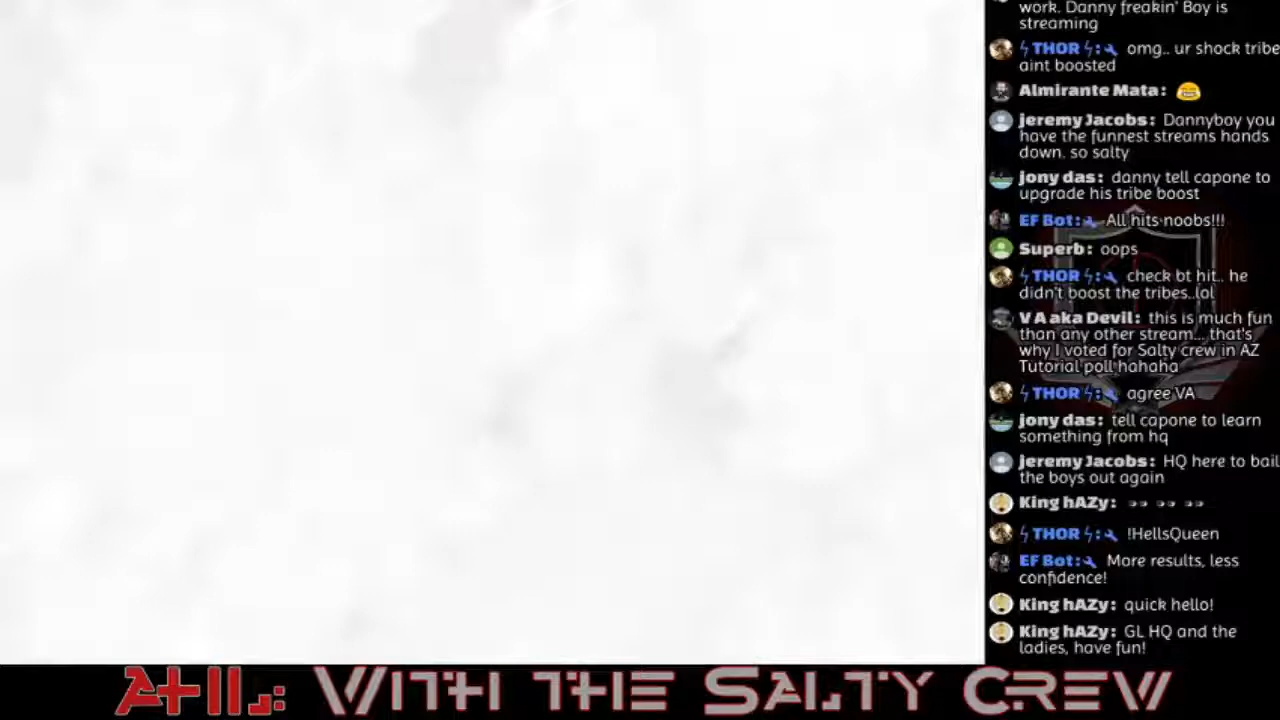 work. Danny freakin' Boy is
streaming
THOR : omg.. ur shock tribe
aint boosted
Almirante Mata: 😂
jeremy Jacobs: Dannyboy you
have the funnest streams hands
down. so salty
jony das: danny tell capone to
upgrade his tribe boost
EF Bot: All hits noobs!!!
Superb: oops
THOR : check bt hit.. he
didn't boost the tribes..lol
V A aka Devil: this is much fun
than any other stream... that's
why I voted for Salty crew in AZ
Tutorial poll hahaha
THOR : agree VA
jony das: tell capone to learn
something from hq
jeremy Jacobs: HQ here to bail
the boys out again
King hAZy:
THOR : !HellsQueen
EF Bot: More results, less
confidence!
King hAZy: quick hello!
King hAZy: GL HQ and the
ladies, have fun!
With the Salty Crew